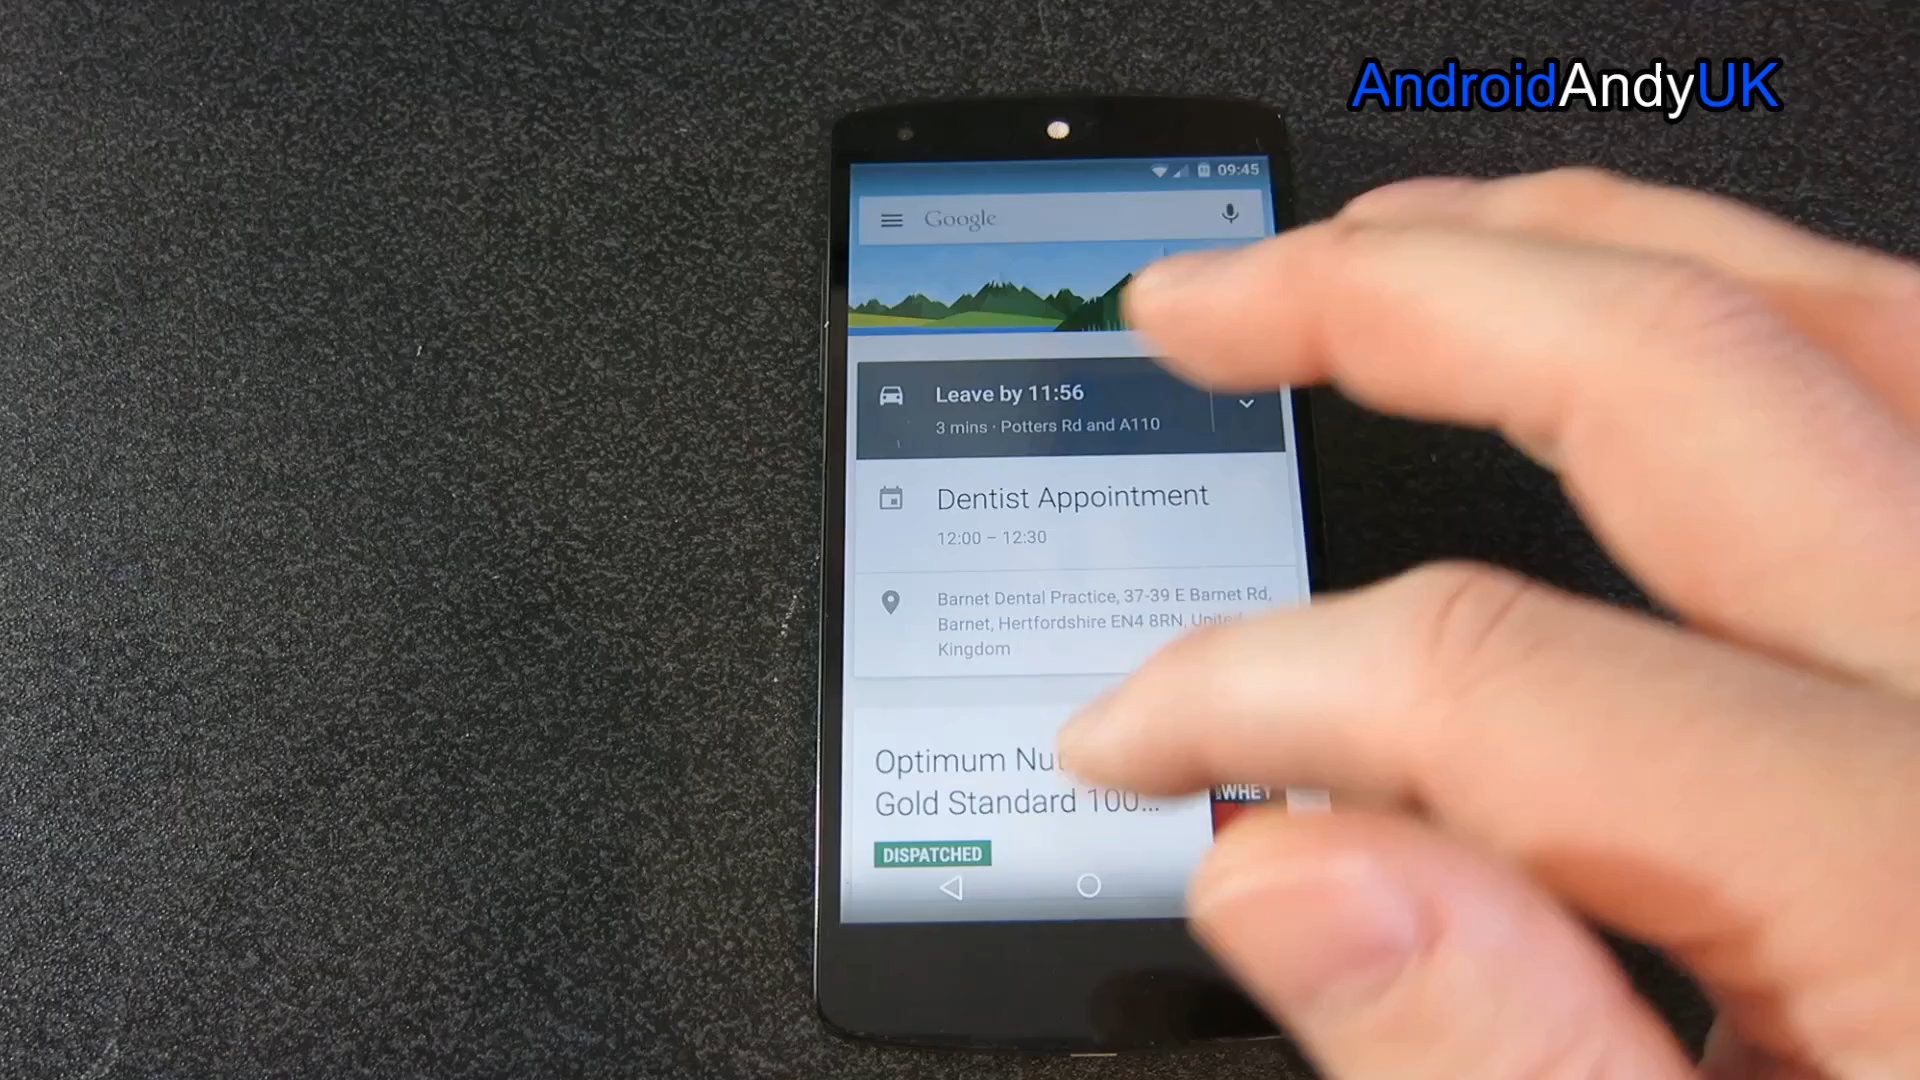 AndroidAndyUK
09:45
Google
Leave by 11:56
3 mins · Potters Rd and A110
Dentist Appointment
12:00 – 12:30
Barnet Dental Practice, 37-39 E Barnet Rd,
Barnet, Hertfordshire EN4 8RN, United
Kingdom
Optimum
Gold Standard 100...
WHEY
DISPATCHED